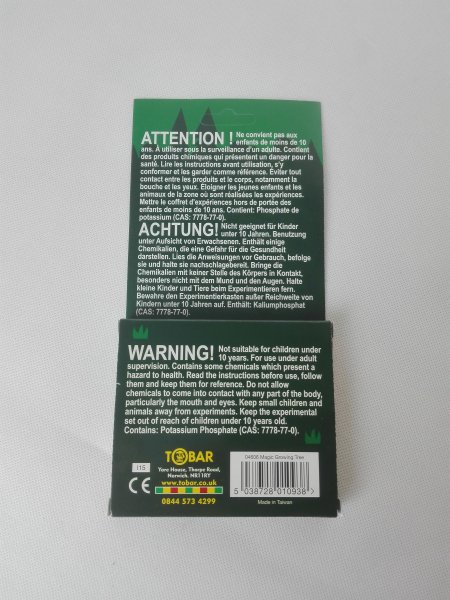 ATTENTION ! Ne convient pas aux
enfants de moins de 10
ans. À utiliser sous la surveillance d'un adulte. Contient
des produits chimiques qui présentent un danger pour la
santé. Lire les instructions avant utilisation, s'y
conformer et les garder comme référence. Éviter tout
contact entre les produits et le corps, notamment la
bouche et les yeux. Eloigner les jeunes enfants et les
animaux de la zone où sont réalisées les expériences.
Mettre le coffret d'expériences hors de portée des
enfants de moins de 10 ans. Contient: Phosphate de
potassium (CAS: 7778-77-0).
ACHTUNG! Nicht geeignet für Kinder
unter 10 Jahren. Benutzung
unter Aufsicht von Erwachsenen. Enthält einige
Chemikalien, die eine Gefahr für die Gesundheit
darstellen. Lies die Anweisungen vor Gebrauch, befolge
sie und halte sie nachschlagebereit. Bringe die
Chemikalien mit keiner Stelle des Körpers in Kontakt,
besonders nicht mit dem Mund und den Augen. Halte
kleine Kinder und Tiere beim Experimentieren fern.
Bewahre den Experimentierkasten außer Reichweite von
Kindern unter 10 Jahren auf. Enthält: Kaliumphosphat
(CAS: 7778-77-0).
WARNING! Not suitable for children under
10 years. For use under adult
supervision. Contains some chemicals which present a
hazard to health. Read the instructions before use, follow
them and keep them for reference. Do not allow
chemicals to come into contact with any part of the body,
particularly the mouth and eyes. Keep small children and
animals away from experiments. Keep the experimental
set out of reach of children under 10 years old.
Contains: Potassium Phosphate (CAS: 7778-77-0).
I15
CE
TOBAR
Yare House, Thorpe Road,
Norwich. NR11RY
www.tobar.co.uk
0844 573 4299
04606 Magic Growing Tree
5 038728 010938 >
Made in Taiwan